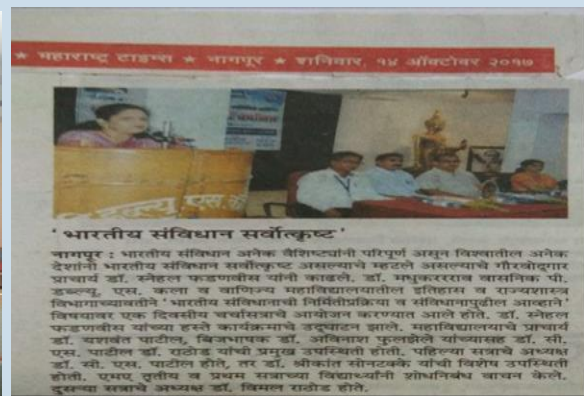 ★ महाराष्ट्र टाइम्स ★ नागपूर ★ शनिवार, १४ ऑक्टोबर २०१७
डब्ल्यू एस
'भारतीय संविधान सर्वोत्कृष्ट'
नागपूर : भारतीय संविधान अनेक वैशिष्ट्यांनी परिपूर्ण असून विश्वातील अनेक
देशांनी भारतीय संविधान सर्वोत्कृष्ट असल्याचे म्हटले असल्याचे गौरवोद्‌गार
प्राचार्य डॉ. स्नेहल फडणवीस यांनी काढले. डॉ. मधुकरराव वासनिक पी.
डब्ल्यू. एस. कला व वाणिज्य महाविद्यालयातील इतिहास व राज्यशास्त्र
विभागाच्यावतीने 'भारतीय संविधानाची निर्मितीप्रक्रिया व संविधानापुढील आव्हाने'
विषयावर एक दिवसीय चर्चासत्राचे आयोजन करण्यात आले होते. डॉ. स्नेहल
फडणवीस यांच्या हस्ते कार्यक्रमाचे उद्‌घाटन झाले. महाविद्यालयाचे प्राचार्य
डॉ. यशवंत पाटील, बिजभाषक डॉ. अविनाश फुलझेले यांच्यासह डॉ. सी.
एस. पाटील डॉ. राठोड यांची प्रमुख उपस्थिती होती. पहिल्या सत्राचे अध्यक्ष
डॉ. सी. एस. पाटील होते, तर डॉ. श्रीकांत सोनटक्के यांची विशेष उपस्थिती
होती. एमए तृतीय व प्रथम सत्राच्या विद्यार्थ्यांनी शोधनिबंध वाचन केले.
दुसऱ्या सत्राचे अध्यक्ष डॉ. विमल राठोड होते.